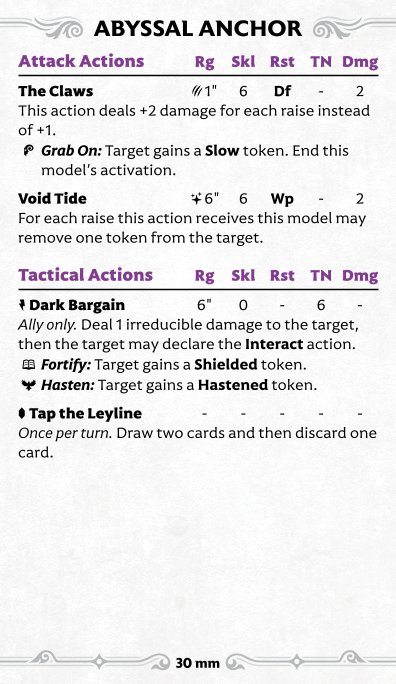 ABYSSAL ANCHOR
Attack Actions Rg Skl Rst TN Dmg
The Claws 1" 6 Df - 2
This action deals +2 damage for each raise instead
of +1.
Grab On: Target gains a Slow token. End this
model's activation.
Void Tide 6" 6 Wp - 2
For each raise this action receives this model may
remove one token from the target.
Tactical Actions Rg Skl Rst TN Dmg
Dark Bargain 6" 0 - 6 -
Ally only. Deal 1 irreducible damage to the target,
then the target may declare the Interact action.
Fortify: Target gains a Shielded token.
Hasten: Target gains a Hastened token.
Tap the Leyline - - - - -
Once per turn. Draw two cards and then discard one
card.
30 mm